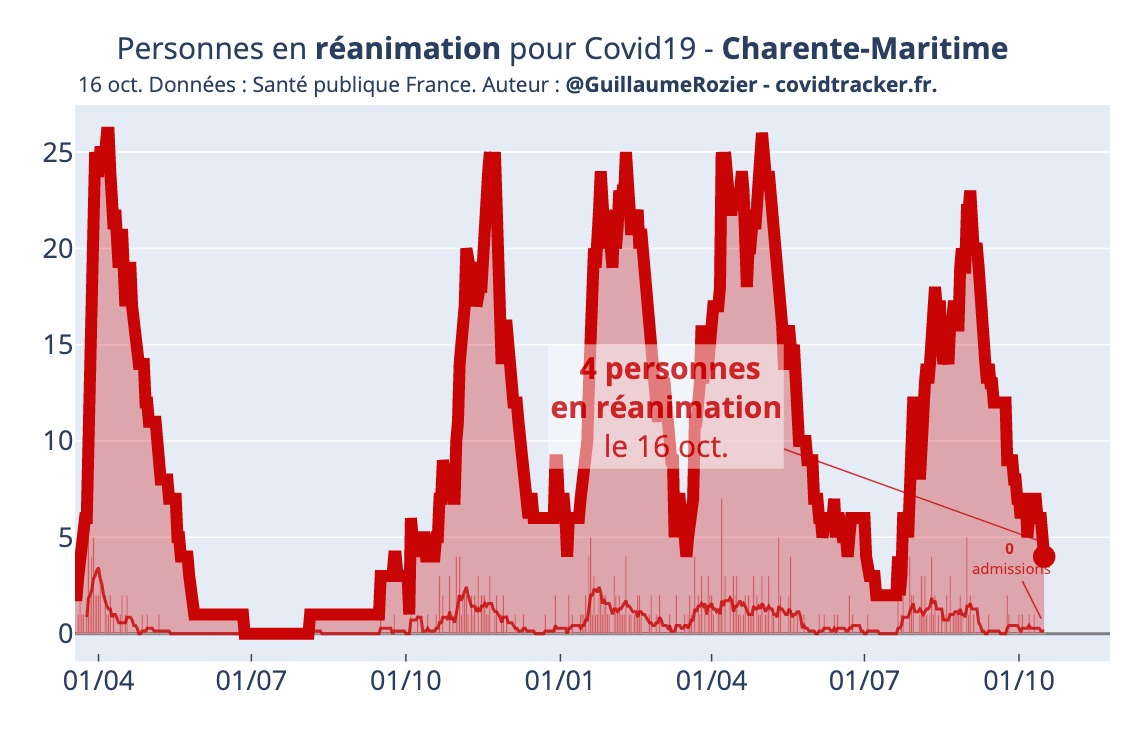 Personnes en réanimation pour Covid19 - Charente-Maritime
16 oct. Données : Santé publique France. Auteur : @GuillaumeRozier - covidtracker.fr.
25
20
15
10
5
0
4 personnes
en réanimation
le 16 oct.
0
admissions
01/04
01/07
01/10
01/01
01/04
01/07
01/10